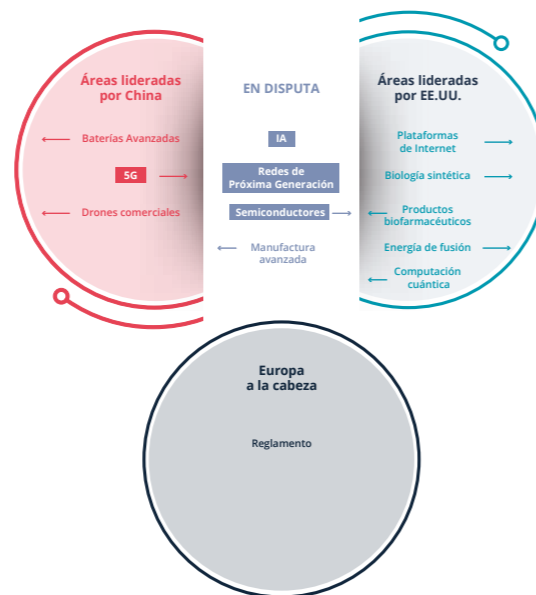 Áreas lideradas
por China
Baterías Avanzadas
5G
Drones comerciales
EN DISPUTA
IA
Redes de
Próxima Generación
Semiconductores
Manufactura
avanzada
Áreas lideradas
por EE.UU.
Plataformas
de Internet
Biología sintética
Productos
biofarmacéuticos
Energía de fusión
Computación
cuántica
Europa
a la cabeza
Reglamento